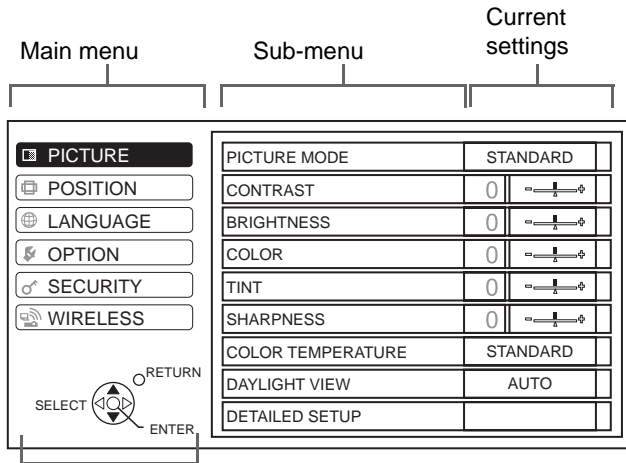 Main menu
Sub-menu
Current
settings
PICTURE
POSITION
LANGUAGE
OPTION
SECURITY
WIRELESS
RETURN
SELECT
ENTER
PICTURE MODE STANDARD
CONTRAST 0 - +
BRIGHTNESS 0 - +
COLOR 0 - +
TINT 0 - +
SHARPNESS 0 - +
COLOR TEMPERATURE STANDARD
DAYLIGHT VIEW AUTO
DETAILED SETUP